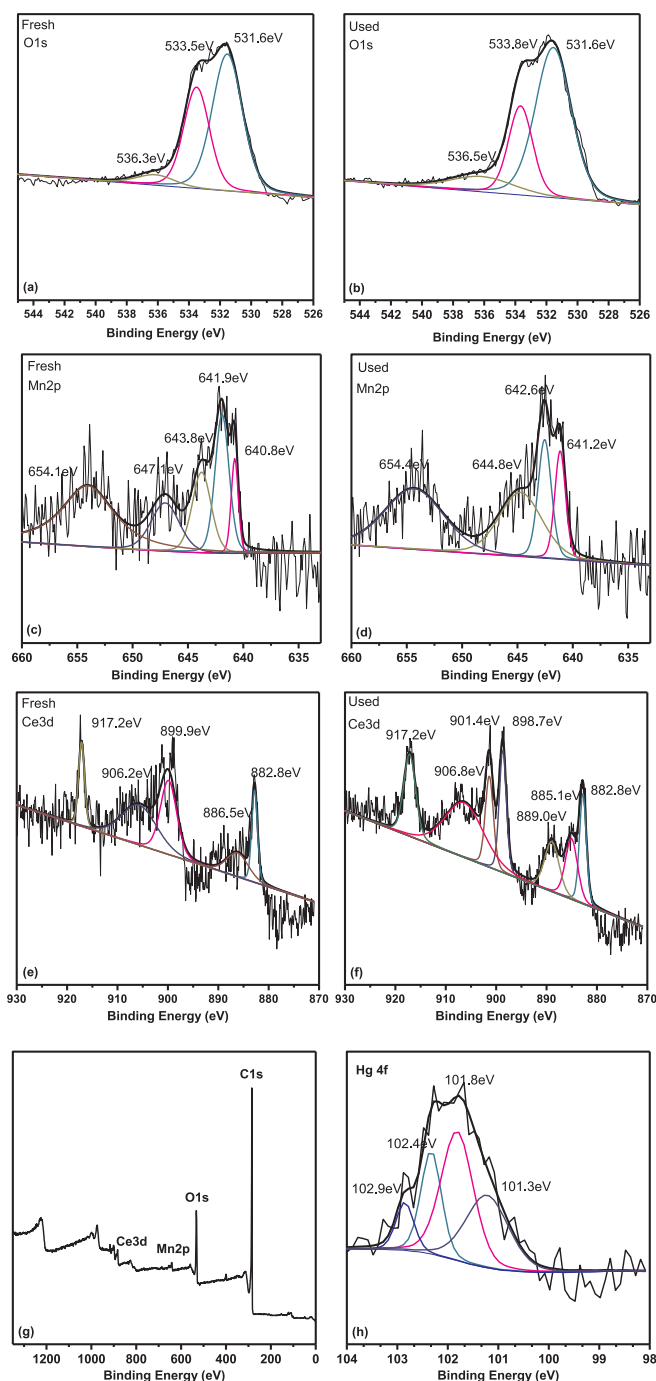 Fresh
O1s
533.5eV
531.6eV
536.3eV
(a)
544 542 540 538 536 534 532 530 528 526
Binding Energy (eV)
Used
O1s
533.8eV
531.6eV
536.5eV
(b)
544 542 540 538 536 534 532 530 528 526
Binding Energy (eV)
Fresh
Mn2p
641.9eV
643.8eV
640.8eV
647.1eV
654.1eV
(c)
660 655 650 645 640 635
Binding Energy (eV)
Used
Mn2p
642.6eV
641.2eV
644.8eV
654.4eV
(d)
660 655 650 645 640 635
Binding Energy (eV)
Fresh
Ce3d
917.2eV
899.9eV
906.2eV
882.8eV
886.5eV
(e)
930 920 910 900 890 880 870
Binding Energy (eV)
Used
Ce3d
901.4eV
898.7eV
917.2eV
906.8eV
885.1eV
882.8eV
889.0eV
(f)
930 920 910 900 890 880 870
Binding Energy (eV)
C1s
O1s
Ce3d
Mn2p
(g)
1200 1000 800 600 400 200 0
Binding Energy (eV)
Hg 4f
101.8eV
102.4eV
102.9eV
101.3eV
(h)
104 103 102 101 100 99 98
Binding Energy (eV)